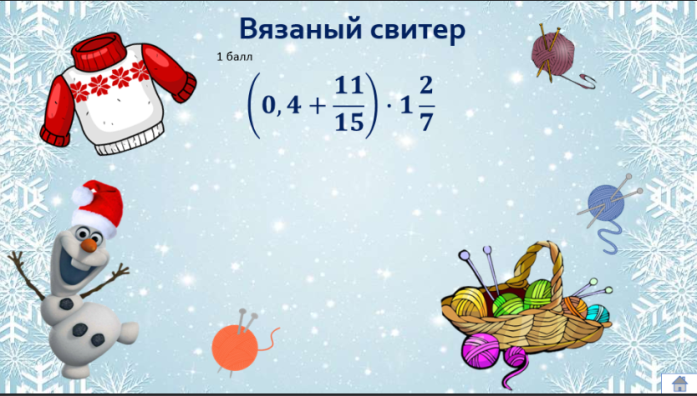 Вязаный свитер
1 балл
(0,4 + 11/15) · 1 2/7